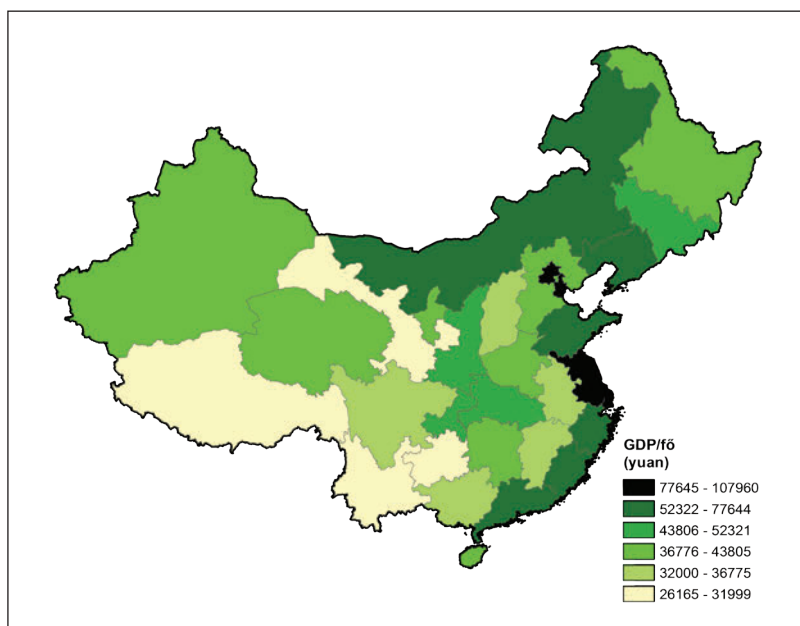 GDP/fő
(yuan)
77645 - 107960
52322 - 77644
43806 - 52321
36776 - 43805
32000 - 36775
26165 - 31999